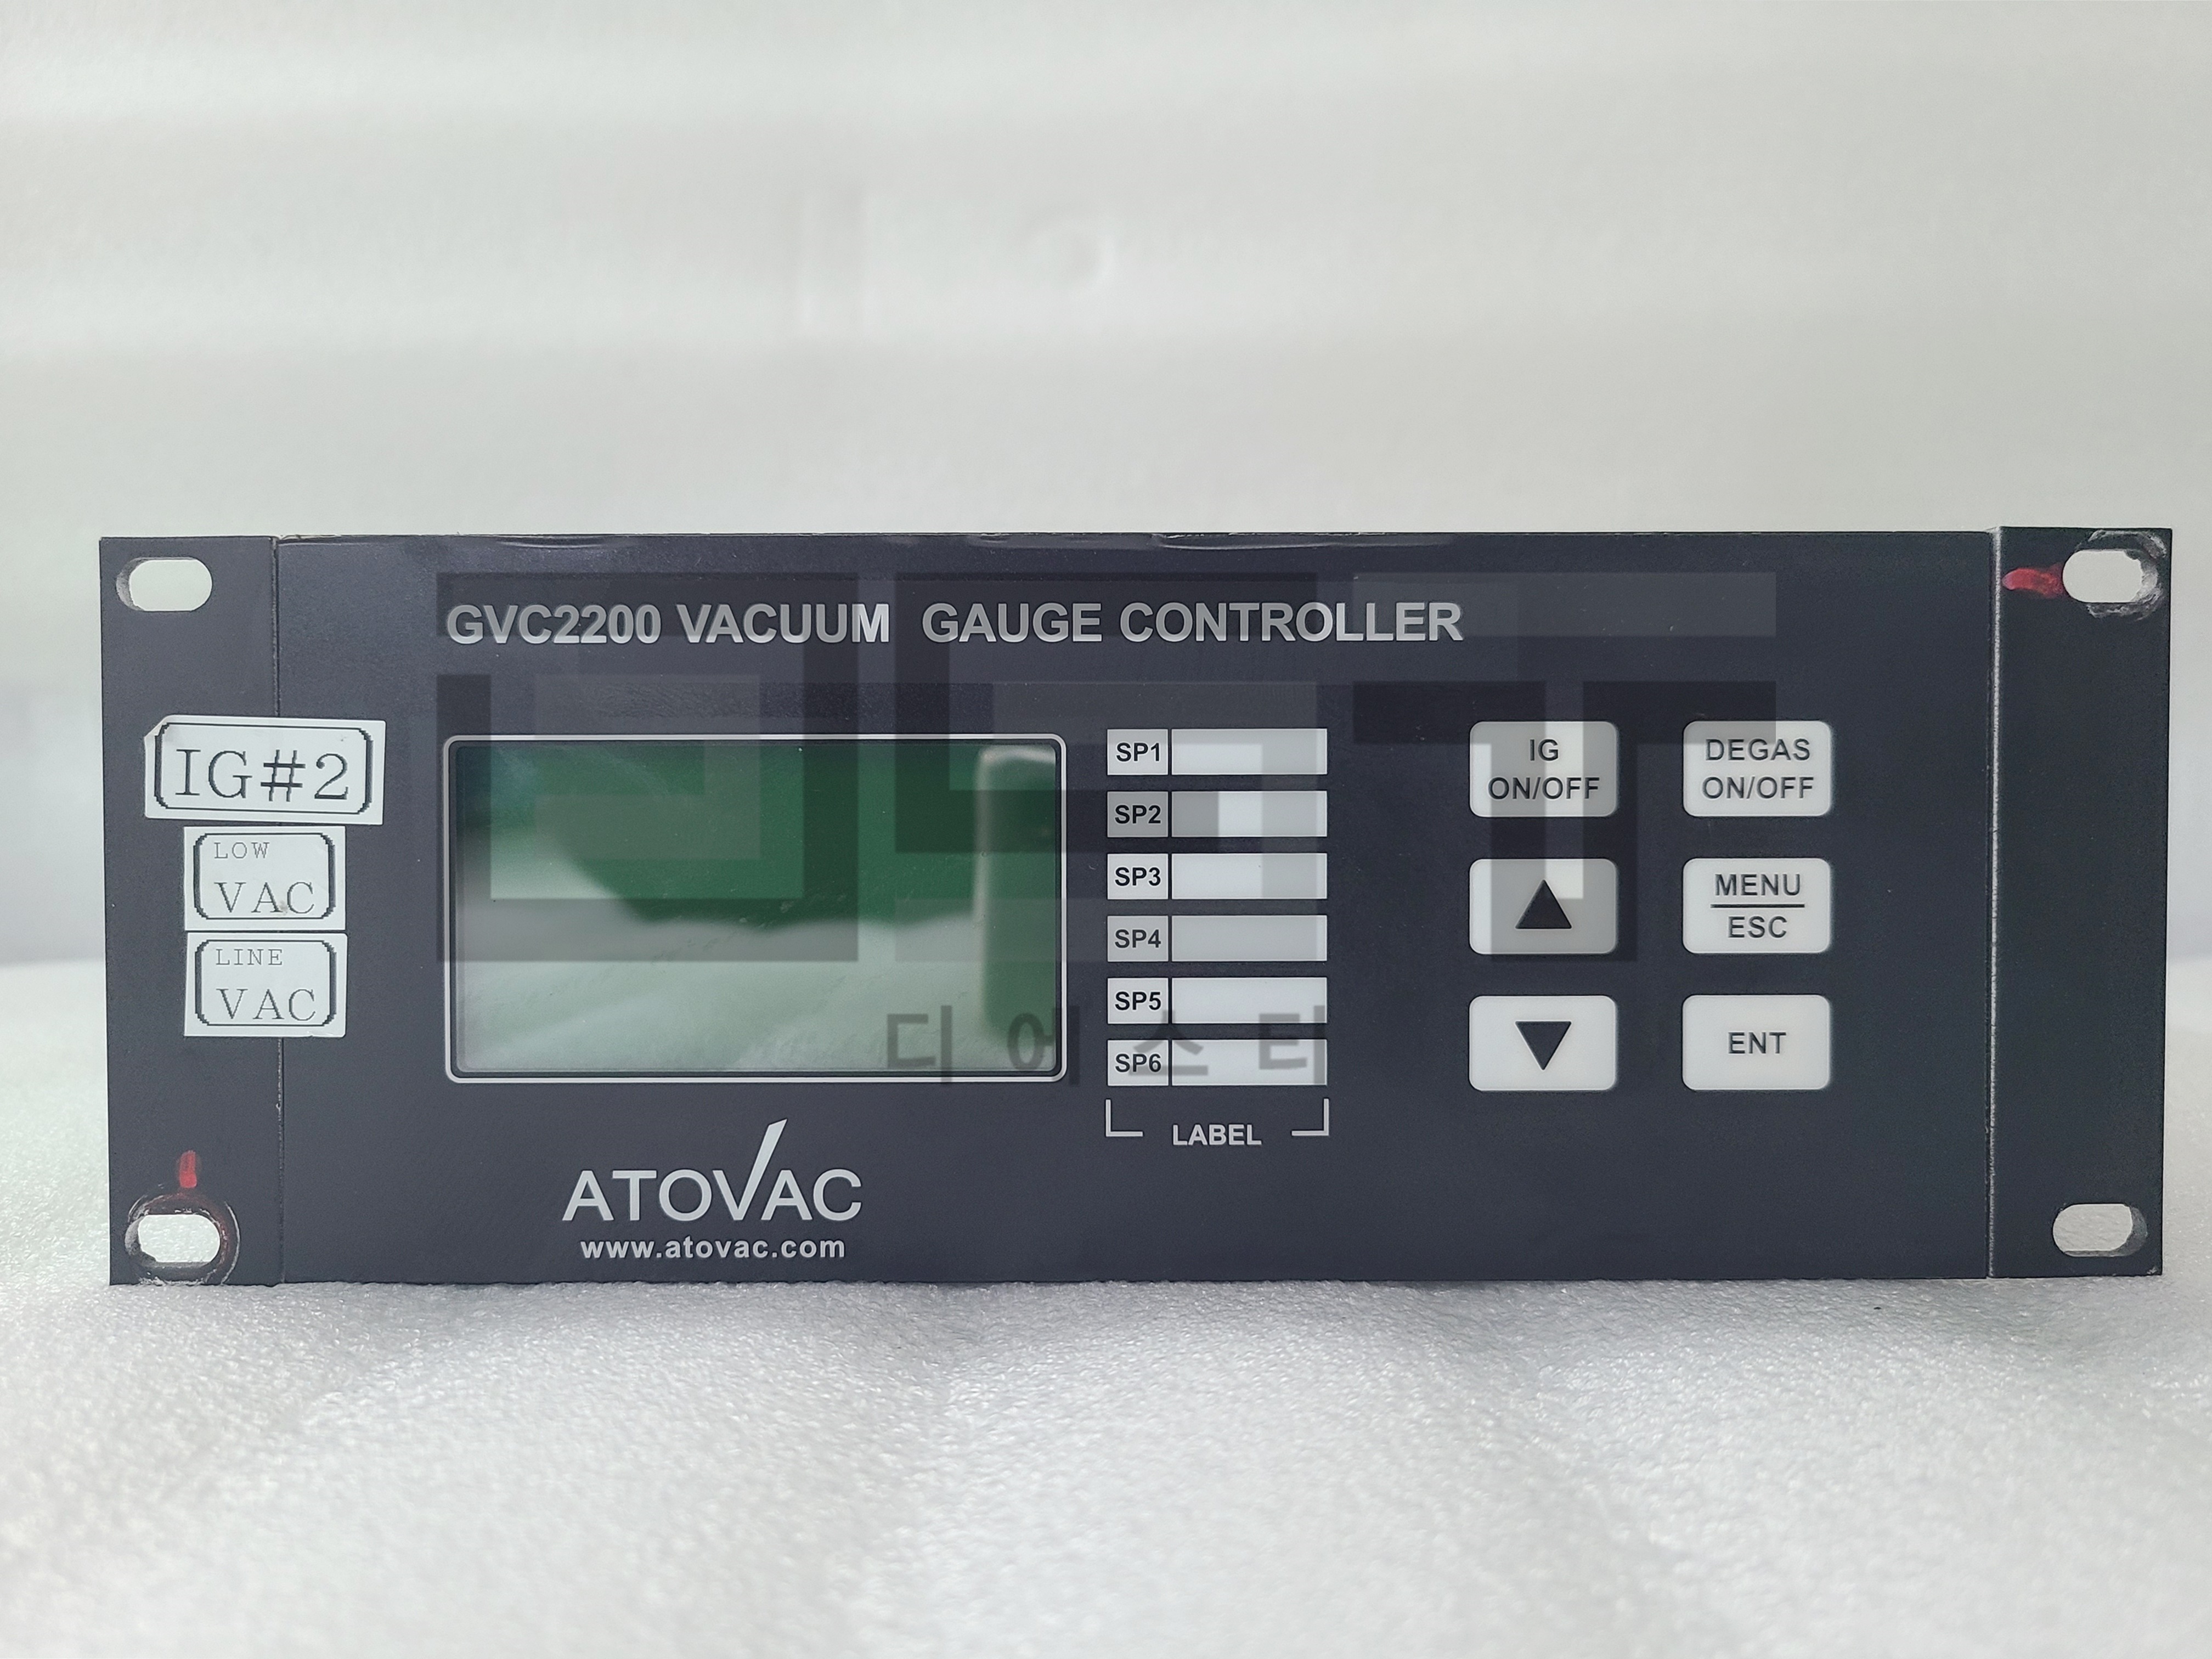 GVC2200 VACUUM GAUGE CONTROLLER
IG#2
LOW
VAC
LINE
VAC
SP1
SP2
SP3
SP4
SP5
SP6
LABEL
IG
ON/OFF
DEGAS
ON/OFF
MENU
ESC
ENT
ATOVAC
www.atovac.com
디어스티